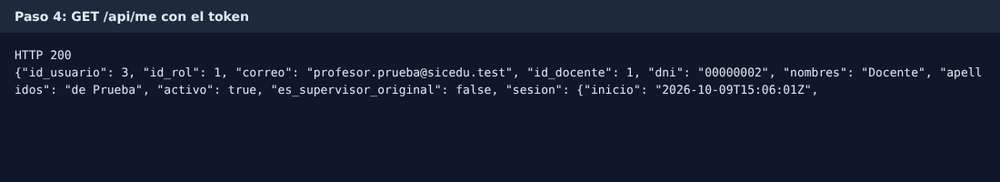 Paso 4: GET /api/me con el token
HTTP 200
{"id_usuario": 3, "id_rol": 1, "correo": "profesor.prueba@sicedu.test", "id_docente": 1, "dni": "00000002", "nombres": "Docente", "apell
idos": "de Prueba", "activo": true, "es_supervisor_original": false, "sesion": {"inicio": "2026-10-09T15:06:01Z",